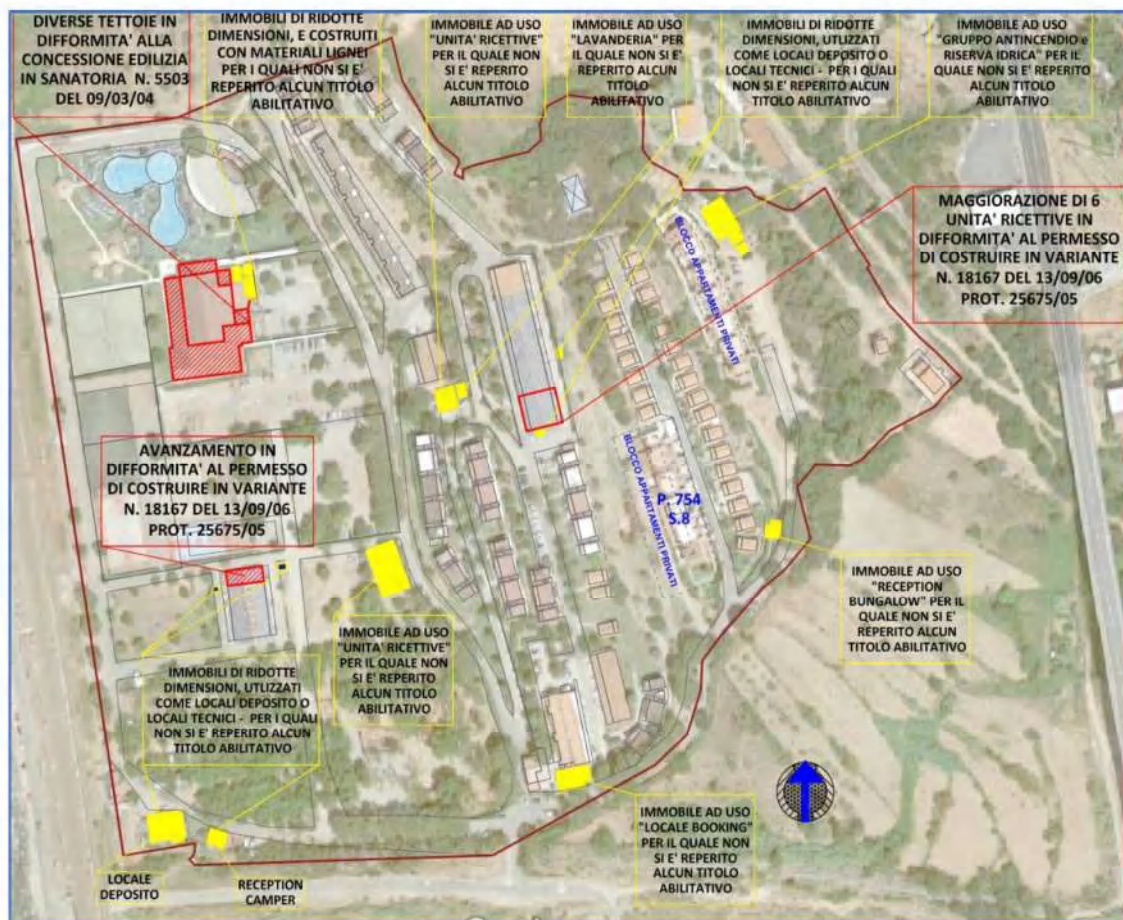 DIVERSE TETTOIE IN
DIFFORMITA' ALLA
CONCESSIONE EDILIZIA
IN SANATORIA N. 5503
DEL 09/03/04
IMMOBILI DI RIDOTTE
DIMENSIONI, E COSTRUITI
CON MATERIALI LIGNEI
PER I QUALI NON SI E'
REPERITO ALCUN TITOLO
ABILITATIVO
IMMOBILE AD USO
"UNITA' RICETTIVE"
PER IL QUALE NON
SI E' REPERITO
ALCUN TITOLO
ABILITATIVO
IMMOBILE AD USO
"LAVANDERIA" PER
IL QUALE NON SI E'
REPERITO ALCUN
TITOLO
ABILITATIVO
IMMOBILI DI RIDOTTE
DIMENSIONI, UTLIZZATI
COME LOCALI DEPOSITO O
LOCALI TECNICI - PER I QUALI
NON SI E' REPERITO ALCUN
TITOLO ABILITATIVO
IMMOBILE AD USO
"GRUPPO ANTINCENDIO e
RISERVA IDRICA" PER IL
QUALE NON SI E' REPERITO
ALCUN TITOLO
ABILITATIVO
MAGGIORAZIONE DI 6
UNITA' RICETTIVE IN
DIFFORMITA' AL PERMESSO
DI COSTRUIRE IN VARIANTE
N. 18167 DEL 13/09/06
PROT. 25675/05
BLOCCO APPARTAMENTI PRIVATI
BLOCCO APPARTAMENTI PRIVATI
P. 754
S.8
AVANZAMENTO IN
DIFFORMITA' AL PERMESSO
DI COSTRUIRE IN VARIANTE
N. 18167 DEL 13/09/06
PROT. 25675/05
IMMOBILE AD USO
"RECEPTION
BUNGALOW" PER IL
QUALE NON SI E'
REPERITO ALCUN
TITOLO ABILITATIVO
IMMOBILE AD USO
"UNITA' RICETTIVE"
PER IL QUALE NON
SI E' REPERITO
ALCUN TITOLO
ABILITATIVO
IMMOBILI DI RIDOTTE
DIMENSIONI, UTLIZZATI
COME LOCALI DEPOSITO O
LOCALI TECNICI - PER I QUALI
NON SI E' REPERITO ALCUN
TITOLO ABILITATIVO
IMMOBILE AD USO
"LOCALE BOOKING"
PER IL QUALE NON
SI E' REPERITO
ALCUN TITOLO
ABILITATIVO
LOCALE
DEPOSITO
RECEPTION
CAMPER